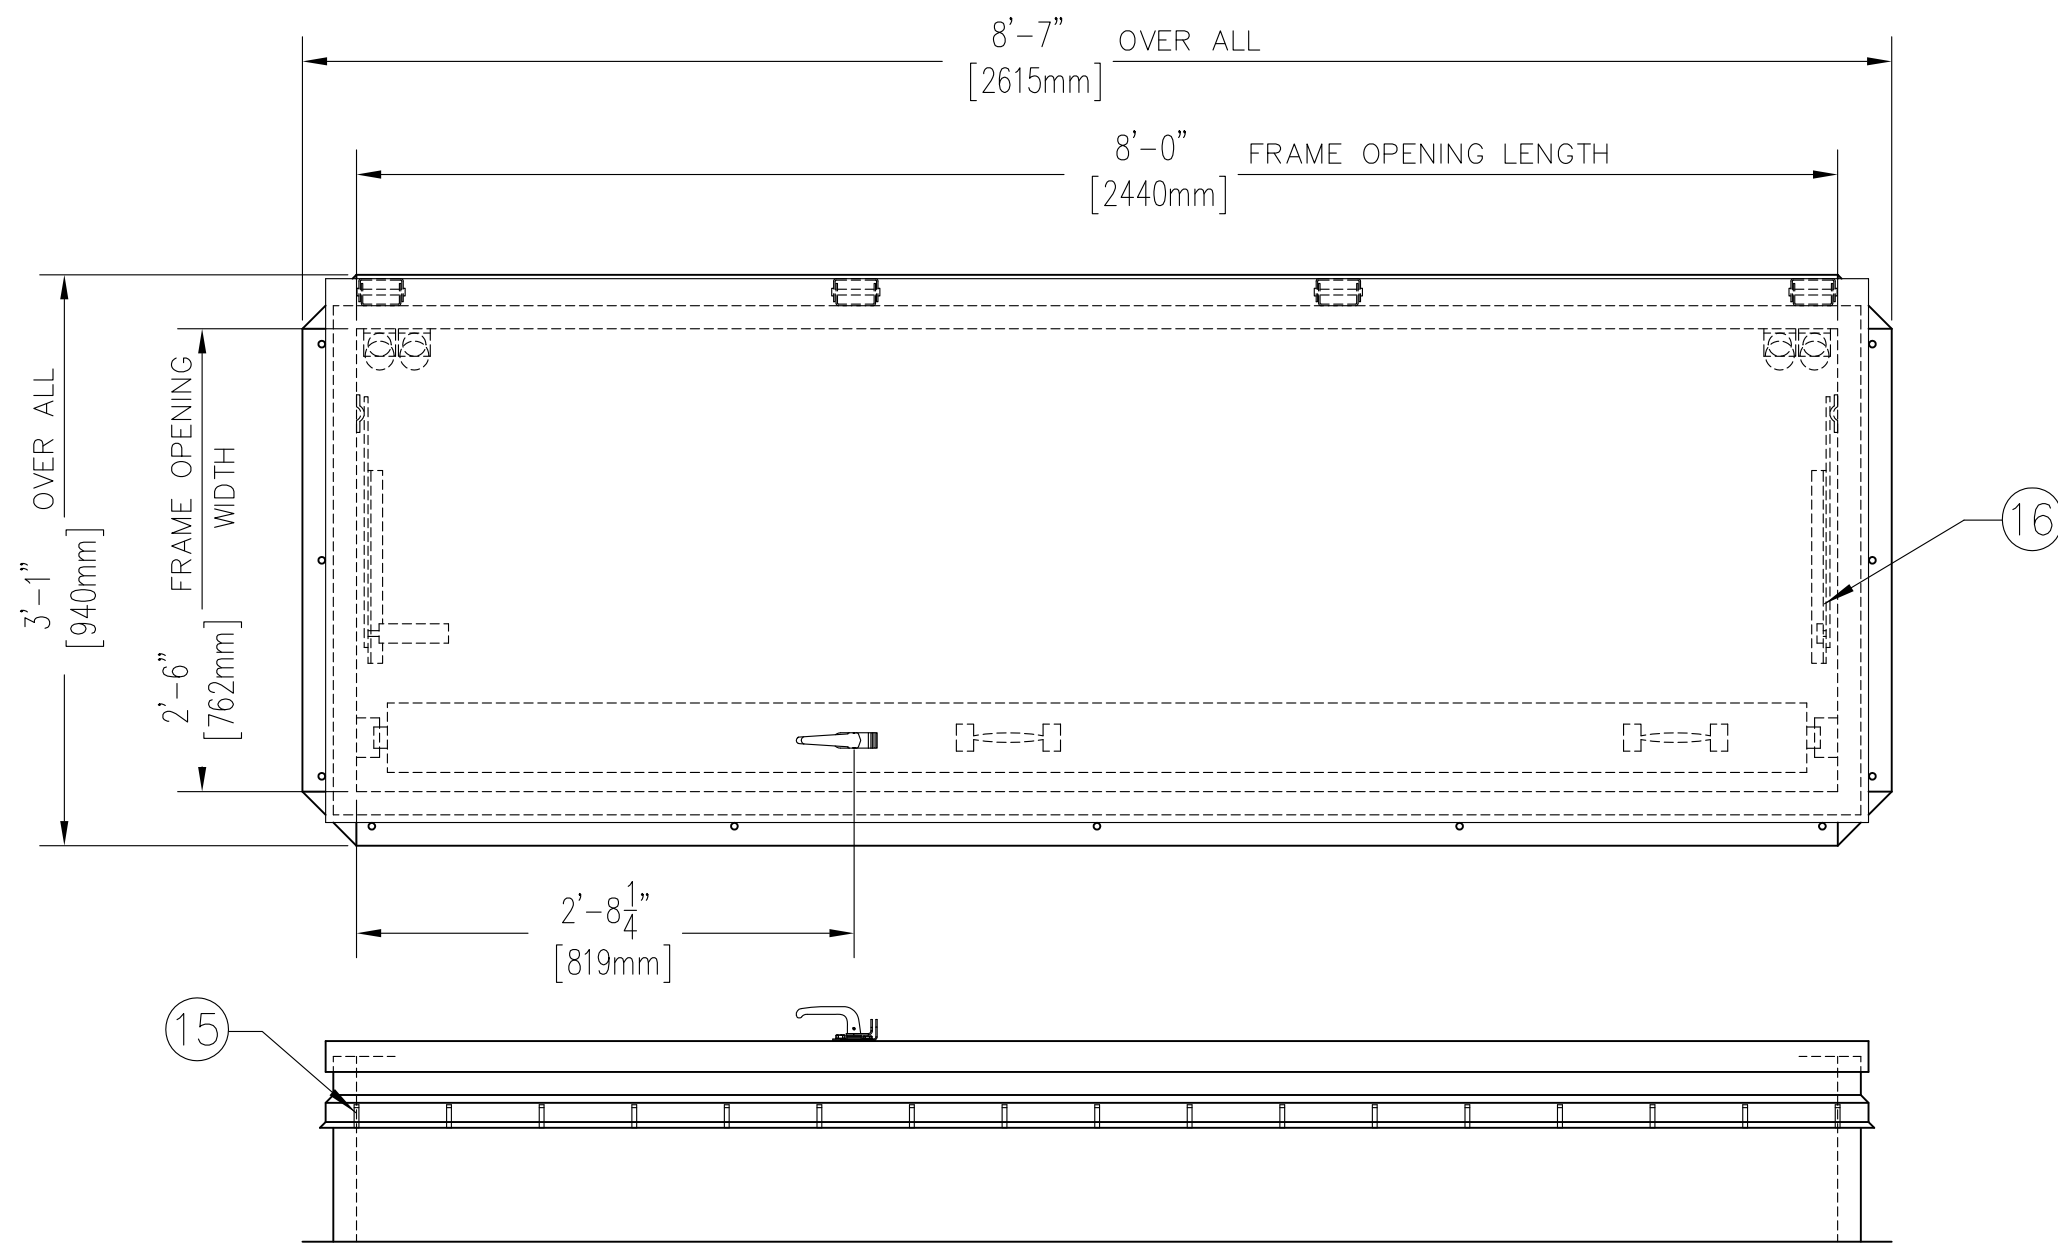 8'-7" OVER ALL
[2615mm]
8'-0" FRAME OPENING LENGTH
[2440mm]
3'-1" OVER ALL
[940mm]
FRAME OPENING
WIDTH
2'-6"
[762mm]
16
2'-8 1/4"
[819mm]
15